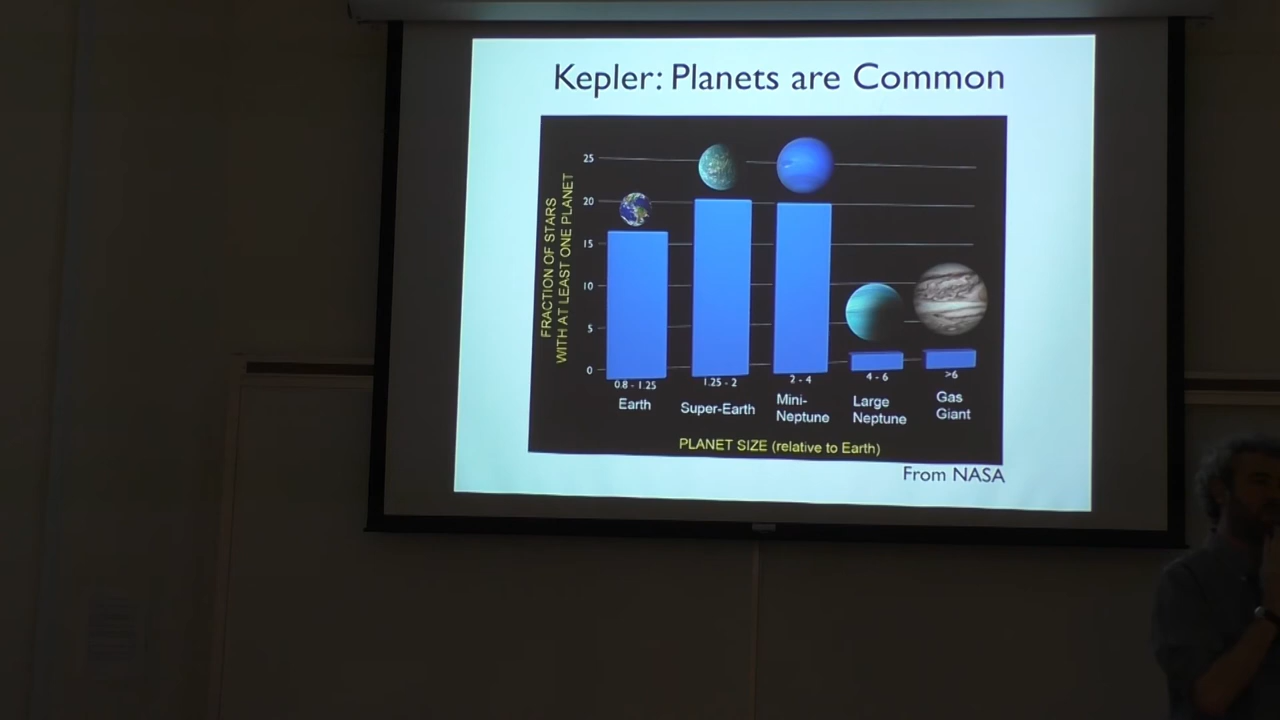 Kepler: Planets are Common
FRACTION OF STARS
WITH AT LEAST ONE PLANET
25
20
15
10
5
0
0.8 - 1.25
1.25 - 2
2 - 4
4 - 6
>6
Earth
Super-Earth
Mini-
Neptune
Large
Neptune
Gas
Giant
PLANET SIZE (relative to Earth)
From NASA